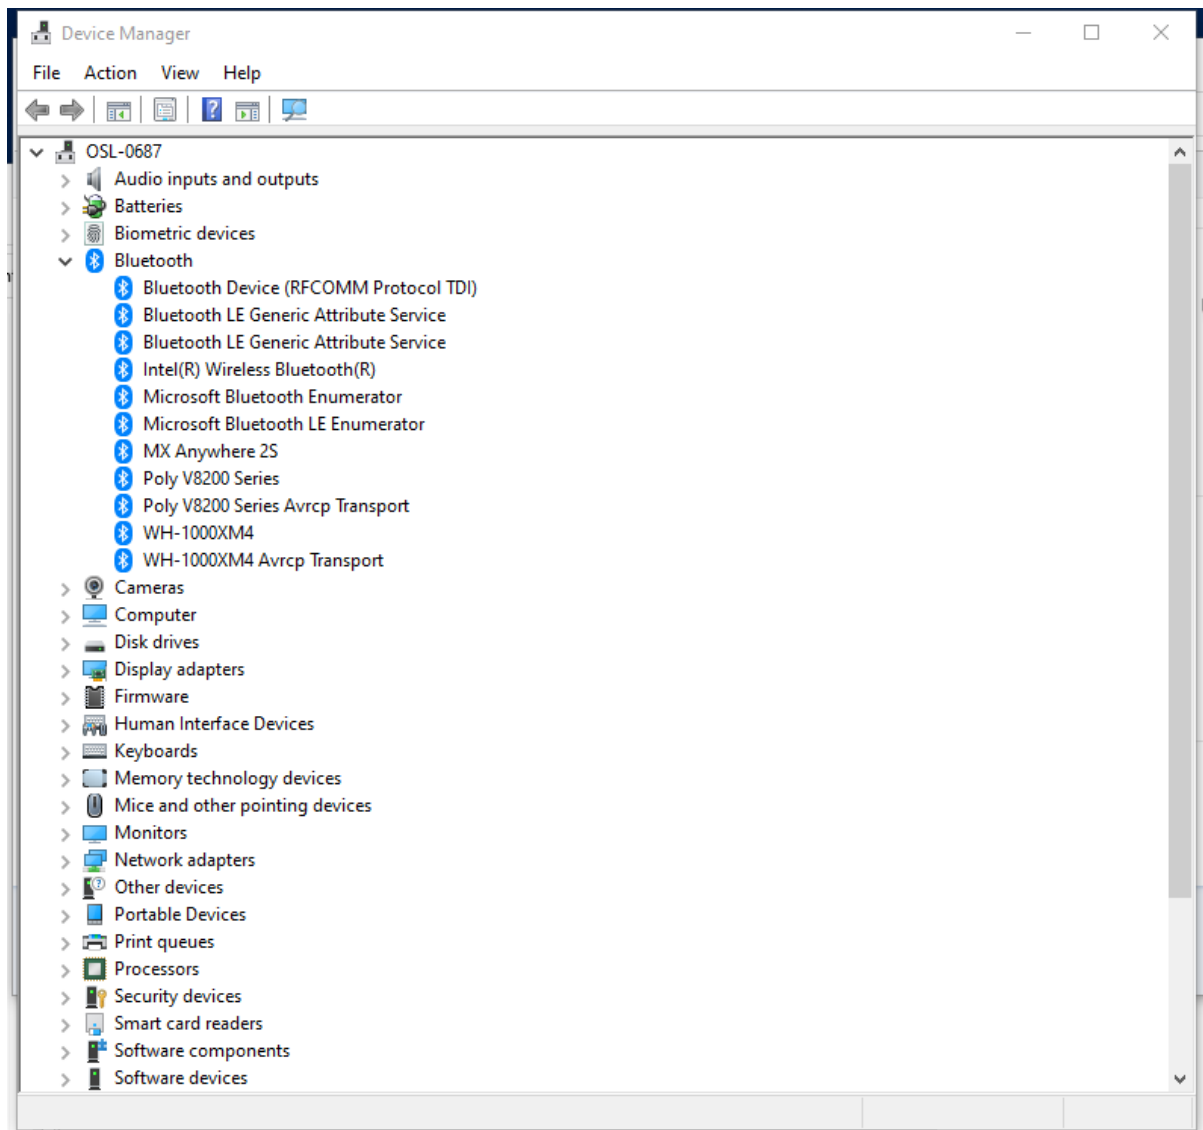 Device Manager
File Action View Help
OSL-0687
Audio inputs and outputs
Batteries
Biometric devices
Bluetooth
Bluetooth Device (RFCOMM Protocol TDI)
Bluetooth LE Generic Attribute Service
Bluetooth LE Generic Attribute Service
Intel(R) Wireless Bluetooth(R)
Microsoft Bluetooth Enumerator
Microsoft Bluetooth LE Enumerator
MX Anywhere 2S
Poly V8200 Series
Poly V8200 Series Avrcp Transport
WH-1000XM4
WH-1000XM4 Avrcp Transport
Cameras
Computer
Disk drives
Display adapters
Firmware
Human Interface Devices
Keyboards
Memory technology devices
Mice and other pointing devices
Monitors
Network adapters
Other devices
Portable Devices
Print queues
Processors
Security devices
Smart card readers
Software components
Software devices